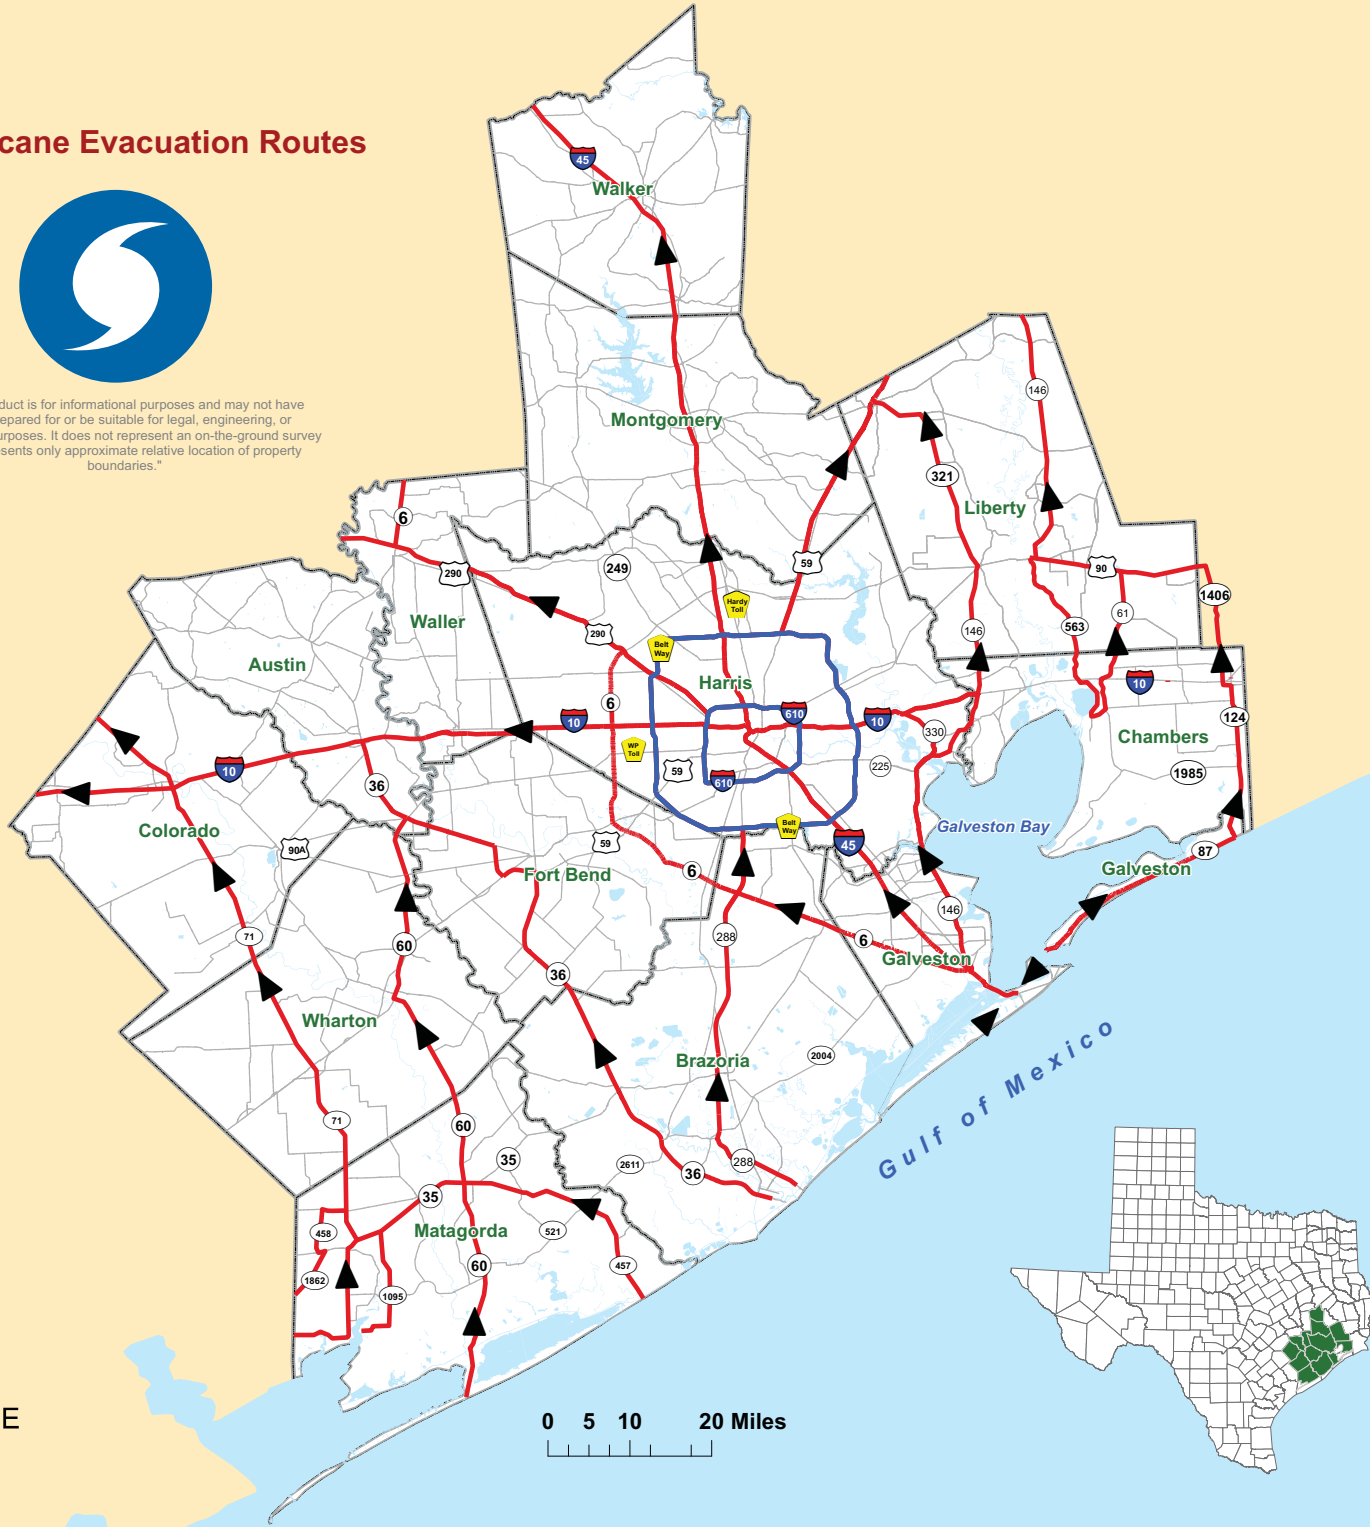 cane Evacuation Routes
duct is for informational purposes and may not have
epared for or be suitable for legal, engineering, or
urposes. It does not represent an on-the-ground survey
esents only approximate relative location of property
boundaries."
45
Walker
Montgomery
146
321
Liberty
6
290
249
59
90
1406
Hardy
Toll
Waller
290
146
563
61
Belt
Way
Austin
Harris
10
6
10
610
10
330
124
WP
Toll
59
610
225
Chambers
1985
10
36
Colorado
90A
59
Belt
Way
45
Galveston Bay
87
Galveston
Fort Bend
6
146
71
60
288
6
Galveston
36
Wharton
Brazoria
2004
Gulf of Mexico
71
60
35
2611
36
288
35
458
Matagorda
521
1862
60
457
1095
E
0 5 10 20 Miles